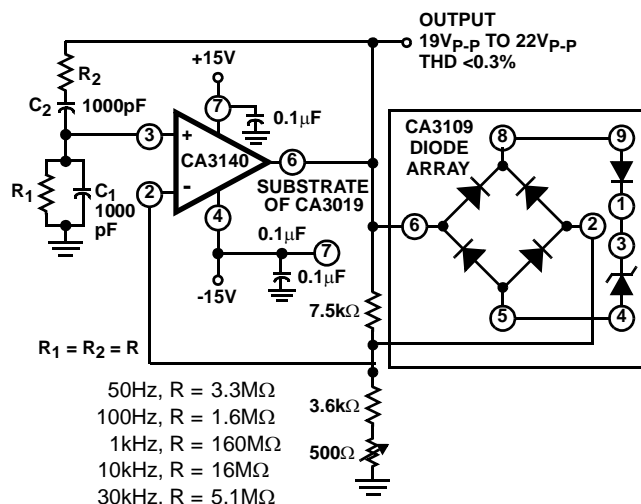 OUTPUT
19VP-P TO 22VP-P
THD <0.3%
+15V
R2
7
0.1μF
C2 1000pF
CA3109
DIODE
ARRAY
8
9
3
+
CA3140
6
R1
C1
1000
pF
2
-
SUBSTRATE
OF CA3019
1
6
2
3
4
0.1μF
7
0.1μF
-15V
5
4
7.5kΩ
R1 = R2 = R
50Hz, R = 3.3MΩ
100Hz, R = 1.6MΩ
1kHz, R = 160MΩ
10kHz, R = 16MΩ
30kHz, R = 5.1MΩ
3.6kΩ
500Ω